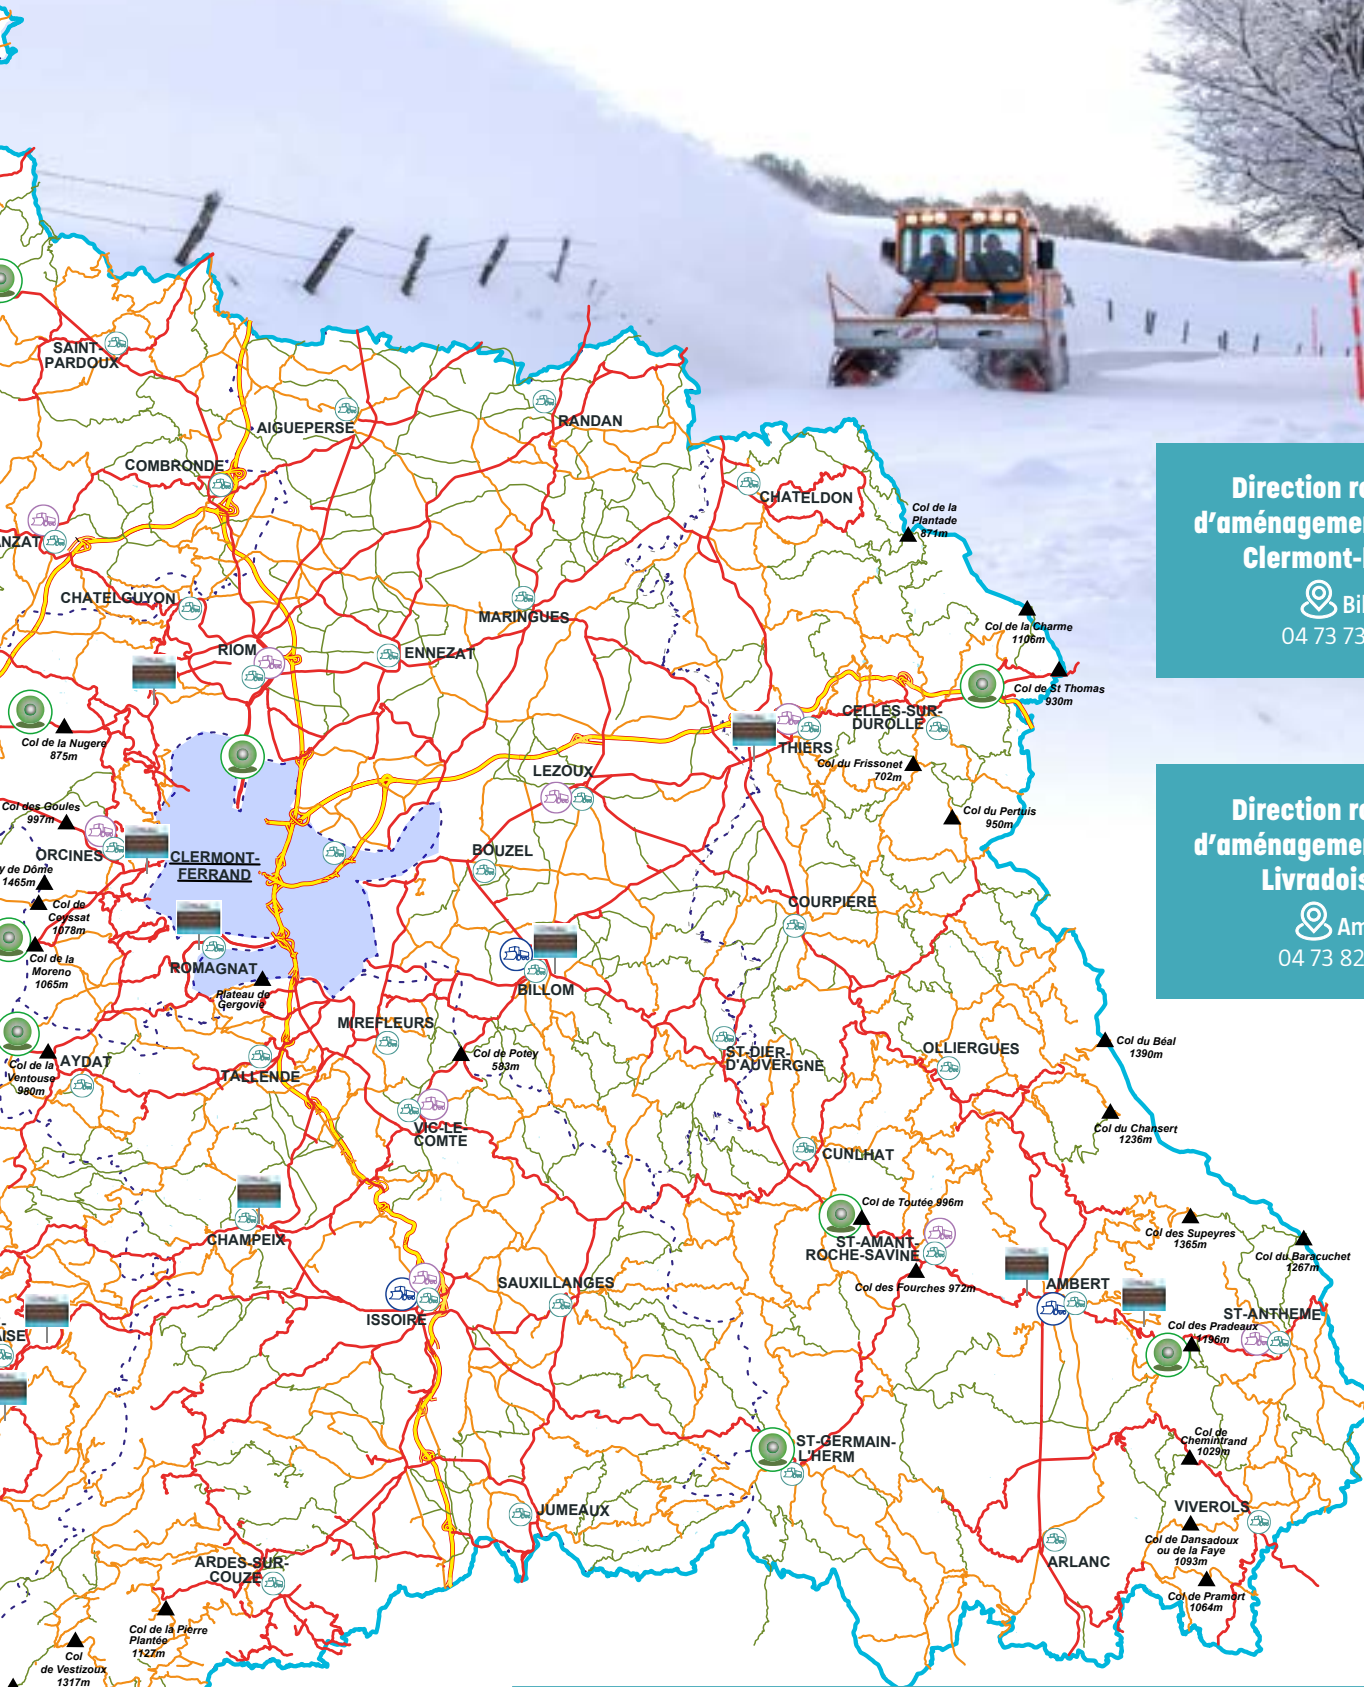 SAINT-
PARDOUX
AIGUEPERSE
RANDAN
COMBRONDE
CHATELDON
Col de la
Plantade
871m
Direction
Clermont-
04 73 73
CHATELGUYON
MARINGUES
Col de la Charme
1106m
RIOM
ENNEZAT
Col de St Thomas
930m
CELLES-SUR-
DUROLLE
THIERS
Col de la Nugere
875m
Col du Frissonet
702m
LEZOUX
Col des Goules
997m
Col du Pertuis
950m
Direction
ORCINES
CLERMONT-
FERRAND
BOUZEL
y de Dôme
1465m
Col de
Ceyssat
1078m
COURPIERE
04 73 82
Col de la
Moreno
1065m
ROMAGNAT
Plateau de
Gergovie
BILLOM
MIREFLEURS
Col de Potey
583m
ST-DIER-
D'AUVERGNE
OLLIERGUES
Col du Béal
1390m
AYDAT
Col de la
Ventouse
980m
TALLENDE
VIC-LE-
COMTE
Col du Chansert
1236m
CUNLHAT
Col de Toutée 996m
ST-AMANT-
ROCHE-SAVINE
Col des Supeyres
1365m
Col du Baracuchet
1267m
CHAMPEIX
SAUXILLANGES
Col des Fourches 972m
AMBERT
ISSOIRE
ST-ANTHEME
Col des Pradeaux
1196m
ST-GERMAIN-
L'HERM
Col de
Chemintrand
1029m
JUMEAUX
VIVEROLS
Col de Dansadoux
ou de la Faye
1093m
ARLANC
ARDES-SUR-
COUZE
Col de Pramort
1064m
Col de la Pierre
Plantée
1127m
Col
de Vestizoux
1317m